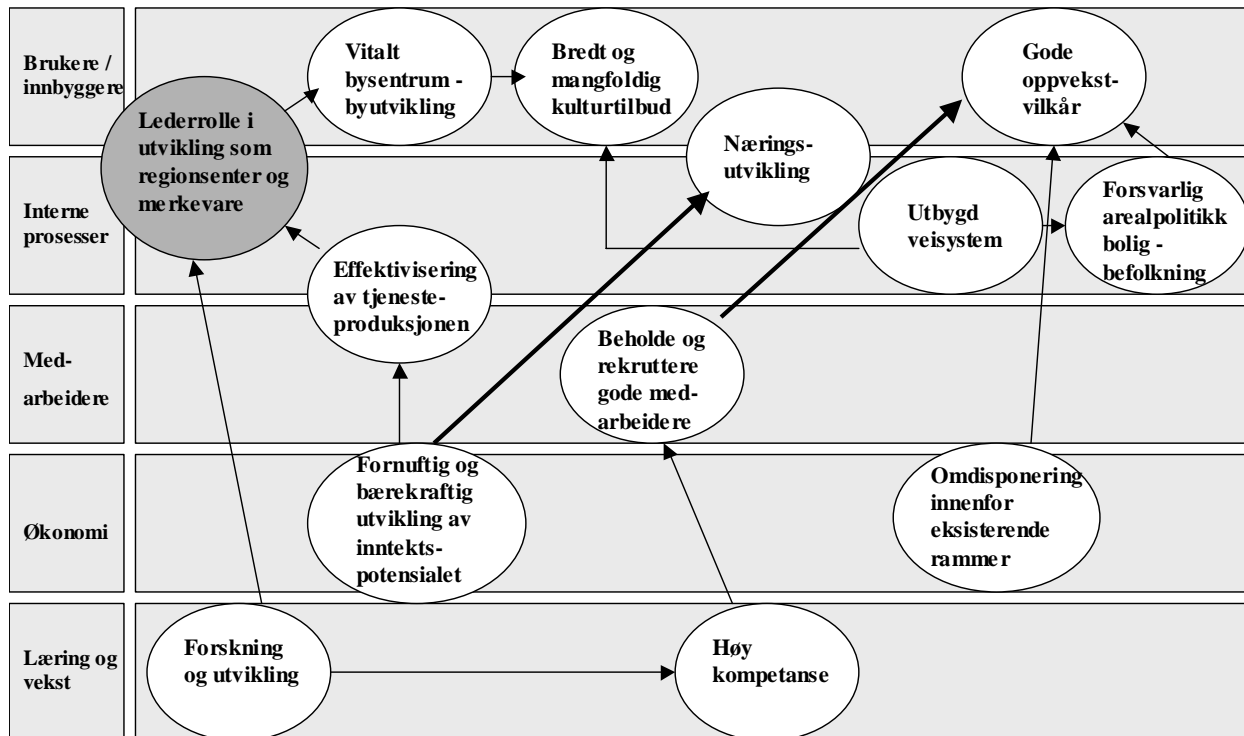 Brukere /
innbyggere
Vitalt
bysentrum -
byutvikling
Bredt og
mangfoldig
kulturtilbud
Gode
oppvekst-
vilkår
Lederrolle i
utvikling som
regionsenter og
merkevare
Nærings-
utvikling
Interne
prosesser
Utbygd
veisystem
Forsvarlig
arealpolitikk
bolig -
befolkning
Effektivisering
av tjeneste-
produksjonen
Med-
arbeidere
Beholde og
rekruttere
gode med-
arbeidere
Økonomi
Fornuftig og
bærekraftig
utvikling av
inntekts-
potensialet
Omdisponering
innenfor
eksisterende
rammer
Læring og
vekst
Forskning
og utvikling
Høy
kompetanse